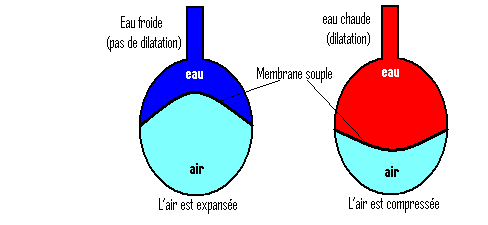 Eau froide
(pas de dilatation)
eau
air
L'air est expansée
Membrane souple
eau chaude
(dilatation)
eau
air
L'air est compressée